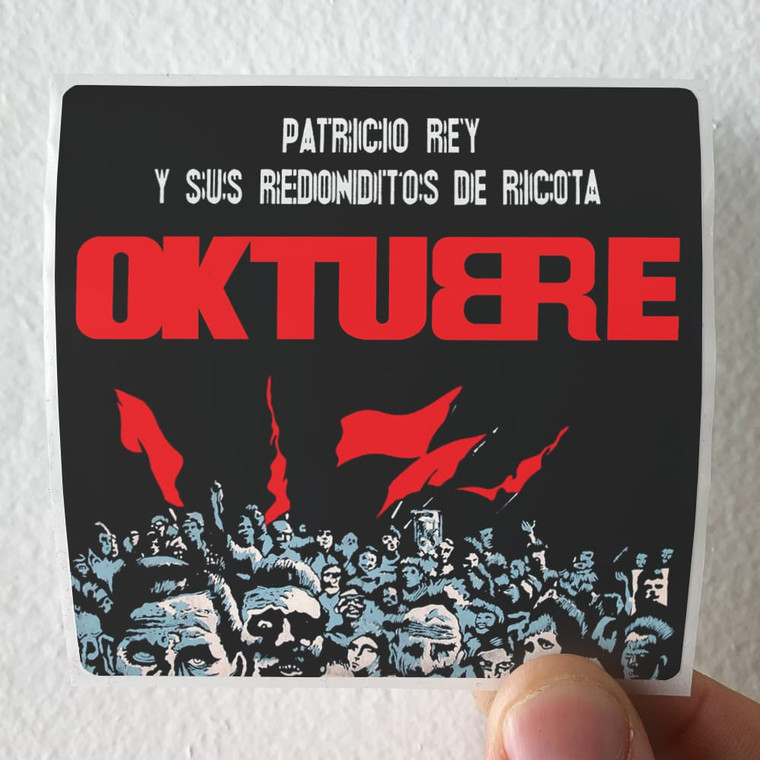 PATRICIO REY
Y SUS REDONDITOS DE RICOTA
OKTUBRE